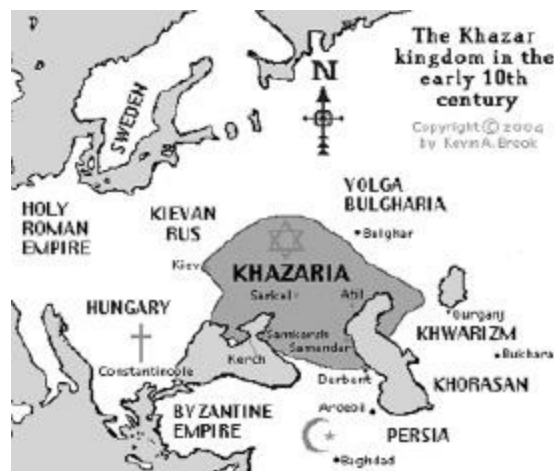 The Khazar
kingdom in the
early 10th
century
Copyright © 2004
by Kevin A. Brook
N
SWEDEN
HOLY
ROMAN
EMPIRE
KIEVAN
RUS
VOLGA
BULGHARIA
Bulghar
Kiev
KHAZARIA
Sarkel
Atil
HUNGARY
Gurganj
KHWARIZM
Samkarsh
Samandar
Kerch
Bukhara
Constantinople
Derbent
KHORASAN
BYZANTINE
EMPIRE
Ardebil
PERSIA
Baghdad